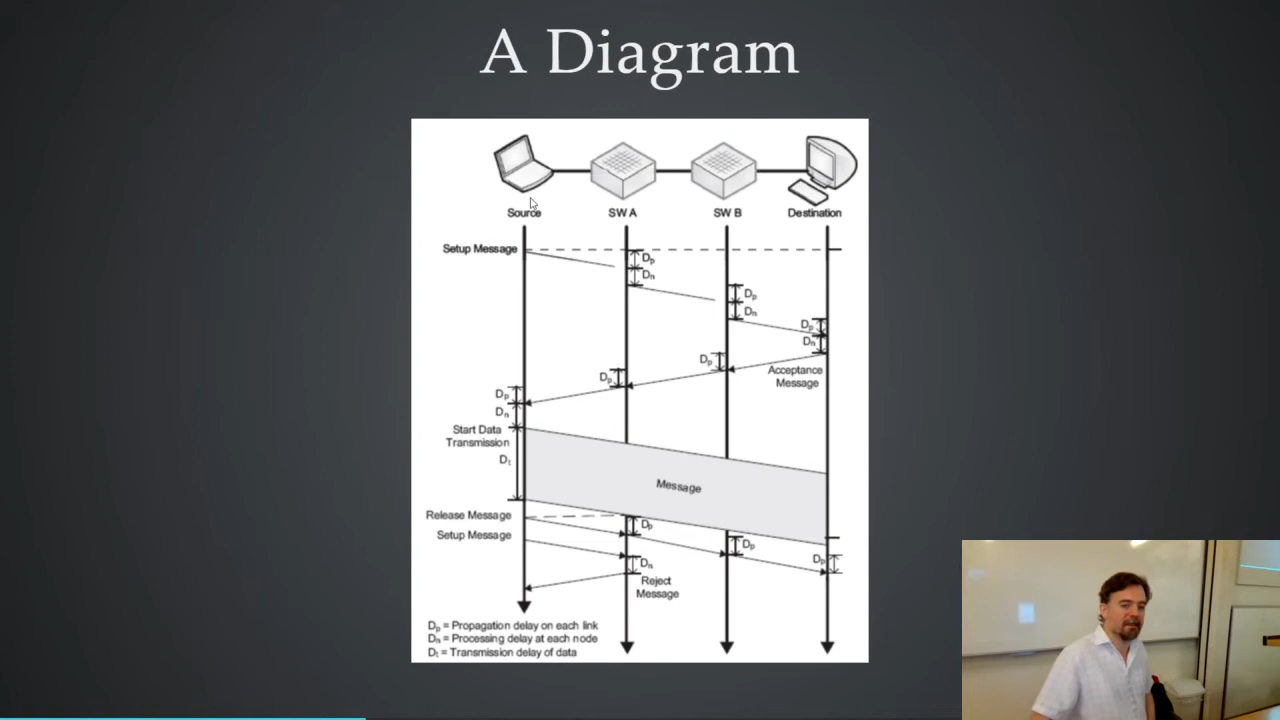 A Diagram
Source SW A SW B Destination
Setup Message
Dp
Dn
Dp
Dn
Dp
Dn
Dp
Dp
Acceptance
Message
Dp
Dn
Start Data
Transmission
Dt
Message
Release Message
Dp
Setup Message
Dp
Dp
Dn
Reject
Message
Dp = Propagation delay on each link
Dn = Processing delay at each node
Dt = Transmission delay of data